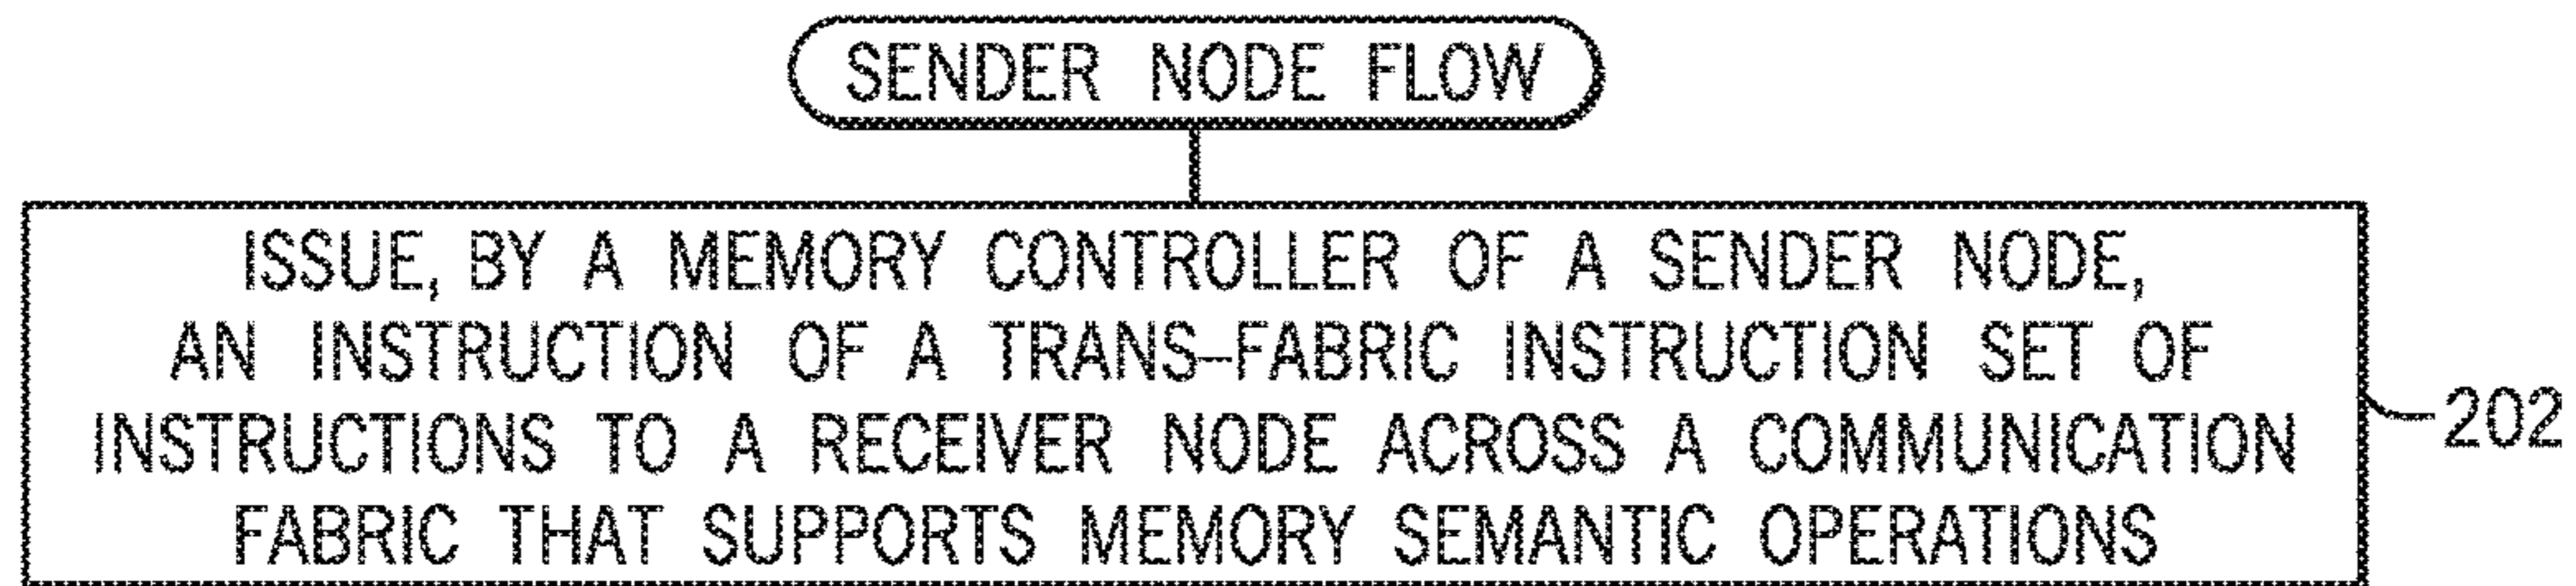 SENDER NODE FLOW
ISSUE, BY A MEMORY CONTROLLER OF A SENDER NODE,
AN INSTRUCTION OF A TRANS–FABRIC INSTRUCTION SET OF
INSTRUCTIONS TO A RECEIVER NODE ACROSS A COMMUNICATION
FABRIC THAT SUPPORTS MEMORY SEMANTIC OPERATIONS
202